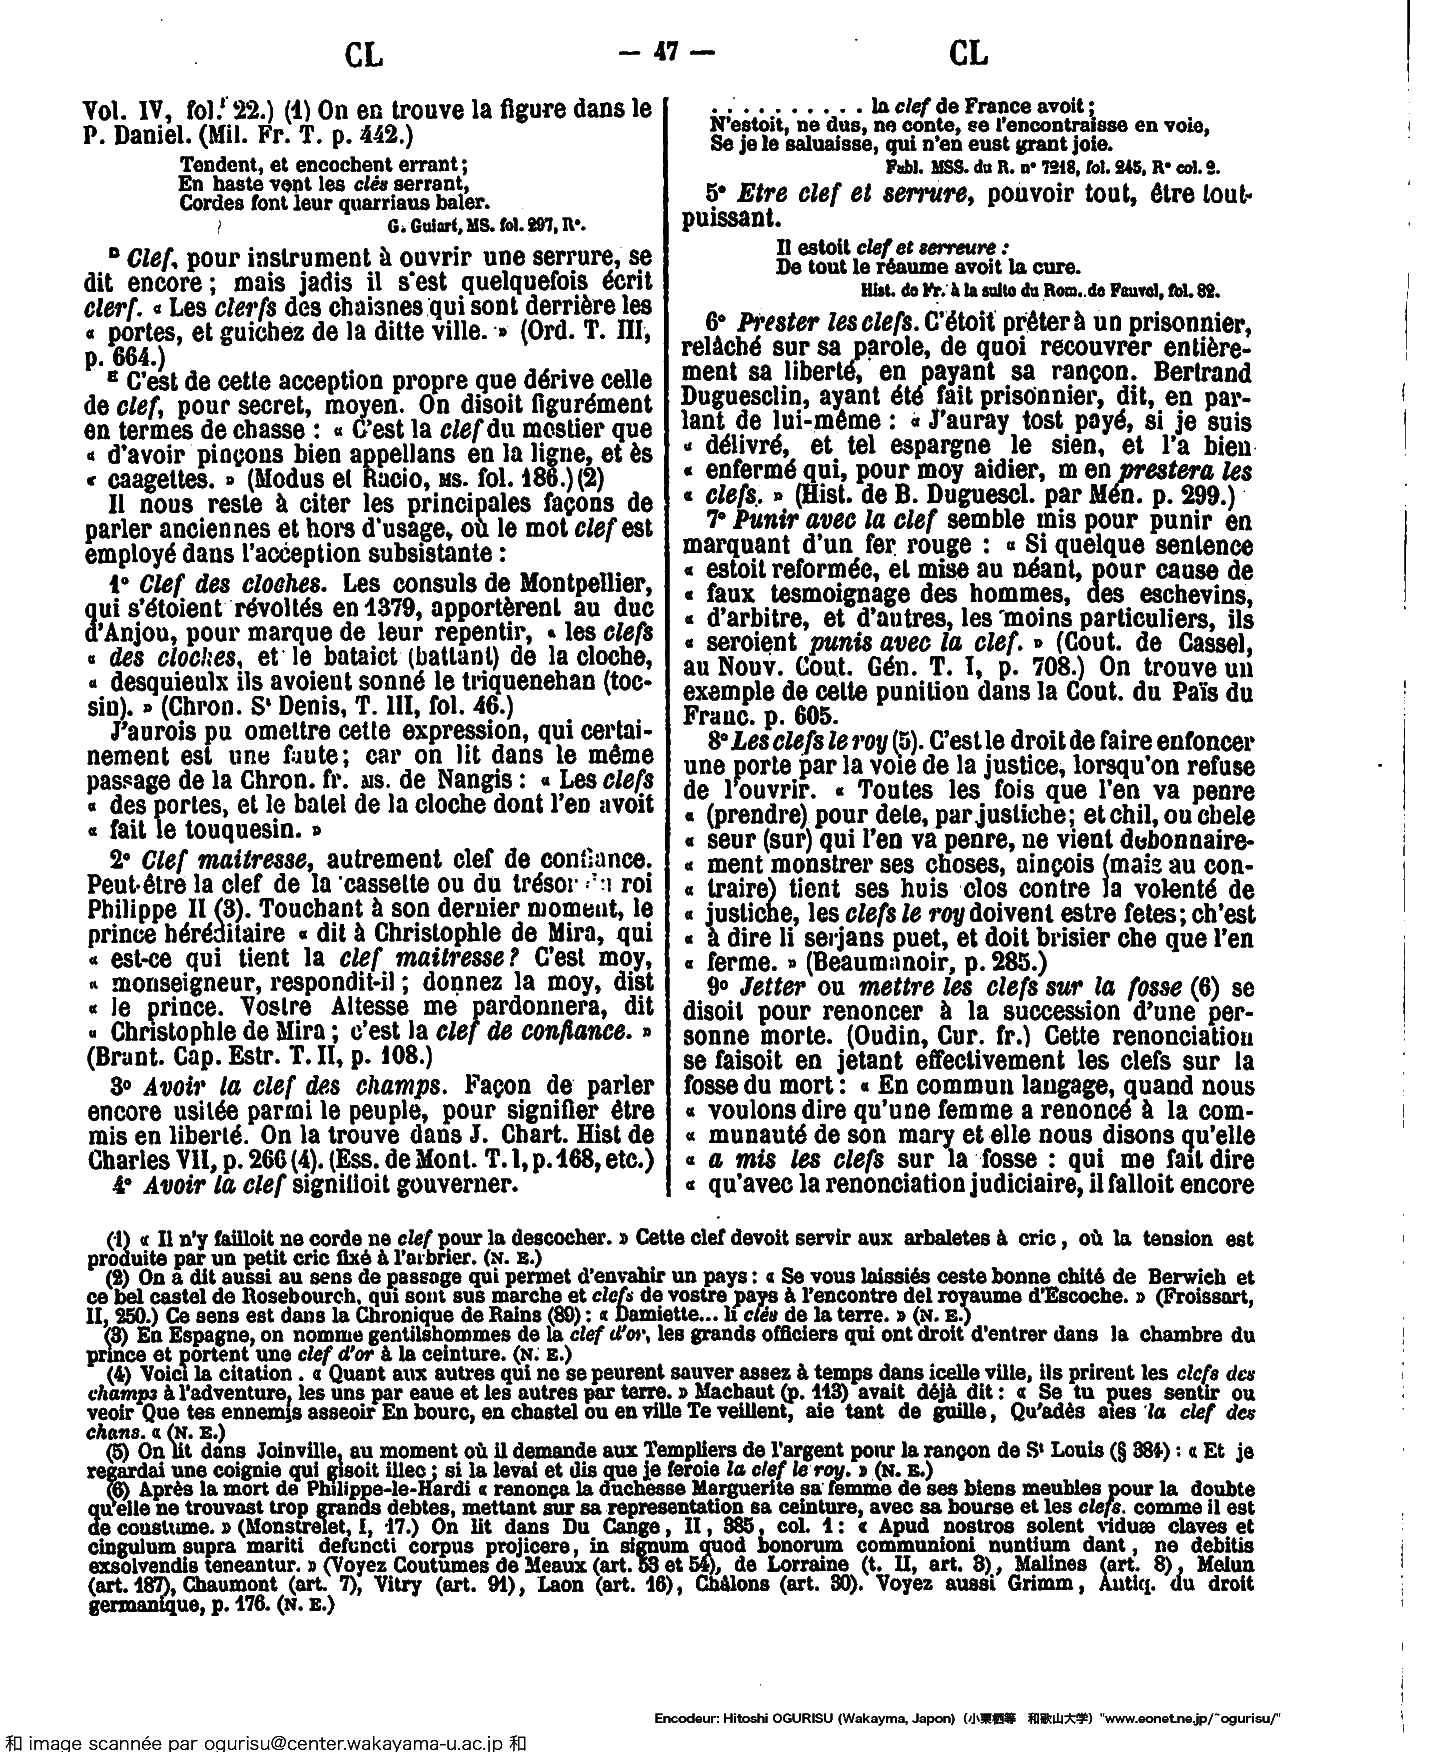 CL — 47 — CL
Vol. IV, fol. 22.) (1) On en trouve la figure dans le
P. Daniel. (Mil. Fr. T. p. 442.)
Tendent, et encochent errant ;
En haste vont les clés serrant,
Cordes font leur quarriaus baler.
G. Guiart, MS. fol. 297, R°.
D Clef, pour instrument à ouvrir une serrure, se
dit encore ; mais jadis il s'est quelquefois écrit
clerf. « Les clerfs des chaisnes qui sont derrière les
« portes, et guichez de la ditte ville. » (Ord. T. III,
p. 664.)
E C'est de cette acception propre que dérive celle
de clef, pour secret, moyen. On disoit figurément
en termes de chasse : « C'est la clef du mestier que
« d'avoir pinçons bien appellans en la ligne, et ès
« caagettes. » (Modus et Racio, MS. fol. 186.) (2)
Il nous reste à citer les principales façons de
parler anciennes et hors d'usage, où le mot clef est
employé dans l'acception subsistante :
1° Clef des cloches. Les consuls de Montpellier,
qui s'étoient révoltés en 1379, apportèrent au duc
d'Anjou, pour marque de leur repentir, « les clefs
« des cloches, et le bataict (battant) de la cloche,
« desquieulx ils avoient sonné le triquenehan (toc-
sin). » (Chron. St Denis, T. III, fol. 46.)
J'aurois pu omettre cette expression, qui certai-
nement est une faute ; car on lit dans le même
passage de la Chron. fr. MS. de Nangis : « Les clefs
« des portes, et le batel de la cloche dont l'en avoit
« fait le touquesin. »
2° Clef maitresse, autrement clef de confiance.
Peut-être la clef de la cassette ou du trésor du roi
Philippe II (3). Touchant à son dernier moment, le
prince héréditaire « dit à Christophle de Mira, qui
« est-ce qui tient la clef maitresse ? C'est moy,
« monseigneur, respondit-il ; donnez la moy, dist
« le prince. Vostre Altesse me pardonnera, dit
« Christophle de Mira ; c'est la clef de confiance. »
(Brant. Cap. Estr. T. II, p. 108.)
3° Avoir la clef des champs. Façon de parler
encore usitée parmi le peuple, pour signifier être
mis en liberté. On la trouve dans J. Chart. Hist de
Charles VII, p. 266 (4). (Ess. de Mont. T. I, p. 168, etc.)
4° Avoir la clef signifioit gouverner.
. . . . . . . . . . la clef de France avoit ;
N'estoit, ne dus, ne conte, se l'encontraisse en voie,
Se je le saluaisse, qui n'en eust grant joie.
Fabl. MSS. du R. n° 7218, fol. 245, R° col. 2.
5° Etre clef et serrure, pouvoir tout, être tout-
puissant.
Il estoit clef et serreure :
De tout le réaume avoit la cure.
Hist. de Fr. à la suite du Rom. de Fauvel, fol. 82.
6° Prester les clefs. C'étoit prêter à un prisonnier,
relâché sur sa parole, de quoi recouvrer entière-
ment sa liberté, en payant sa rançon. Bertrand
Duguesclin, ayant été fait prisonnier, dit, en par-
lant de lui-même : « J'auray tost payé, si je suis
« délivré, et tel espargne le sien, et l'a bien
« enfermé qui, pour moy aidier, m en prestera les
« clefs. » (Hist. de B. Duguescl. par Mén. p. 299.)
7° Punir avec la clef semble mis pour punir en
marquant d'un fer rouge : « Si quelque sentence
« estoit reformée, et mise au néant, pour cause de
« faux tesmoignage des hommes, des eschevins,
« d'arbitre, et d'autres, les moins particuliers, ils
« seroient punis avec la clef. » (Cout. de Cassel,
au Nouv. Cout. Gén. T. I, p. 708.) On trouve un
exemple de cette punition dans la Cout. du Païs du
Franc. p. 605.
8° Les clefs le roy (5). C'est le droit de faire enfoncer
une porte par la voie de la justice, lorsqu'on refuse
de l'ouvrir. « Toutes les fois que l'en va penre
« (prendre) pour dete, par justiche ; et chil, ou chele
« seur (sur) qui l'en va penre, ne vient debonnaire-
« ment monstrer ses choses, ainçois (mais au con-
« traire) tient ses huis clos contre la volenté de
« justiche, les clefs le roy doivent estre fetes ; ch'est
« à dire li serjans puet, et doit brisier che que l'en
« ferme. » (Beaumanoir, p. 285.)
9° Jetter ou mettre les clefs sur la fosse (6) se
disoit pour renoncer à la succession d'une per-
sonne morte. (Oudin, Cur. fr.) Cette renonciation
se faisoit en jetant effectivement les clefs sur la
fosse du mort : « En commun langage, quand nous
« voulons dire qu'une femme a renoncé à la com-
« munauté de son mary et elle nous disons qu'elle
« a mis les clefs sur la fosse : qui me fait dire
« qu'avec la renonciation judiciaire, il falloit encore
(1) « Il n'y failloit ne corde ne clef pour la descocher. » Cette clef devoit servir aux arbaletes à cric, où la tension est
produite par un petit cric fixé à l'arbrier. (N. E.)
(2) On a dit aussi au sens de passage qui permet d'envahir un pays : « Se vous laissiés ceste bonne chité de Berwich et
ce bel castel de Rosebourch, qui sont sus marche et clefs de vostre pays à l'encontre del royaume d'Escoche. » (Froissart,
II, 250.) Ce sens est dans la Chronique de Rains (89) : « Damiette... li clés de la terre. » (N. E.)
(3) En Espagne, on nomme gentilshommes de la clef d'or, les grands officiers qui ont droit d'entrer dans la chambre du
prince et portent une clef d'or à la ceinture. (N. E.)
(4) Voici la citation. « Quant aux autres qui ne se peurent sauver assez à temps dans icelle ville, ils prirent les clefs des
champs à l'adventure, les uns par eaue et les autres par terre. » Machaut (p. 113) avait déjà dit : « Se tu pues sentir ou
veoir Que tes ennemis asseoir En bourc, en chastel ou en ville Te veillent, aie tant de guille, Qu'adès aies la clef des
chans. « (N. E.)
(5) On lit dans Joinville, au moment où il demande aux Templiers de l'argent pour la rançon de St Louis (§ 384) : « Et je
regardai une coignie qui gisoit illec ; si la levai et dis que je feroie la clef le roy. » (N. E.)
(6) Après la mort de Philippe-le-Hardi « renonça la duchesse Marguerite sa femme de ses biens meubles pour la doubte
qu'elle ne trouvast trop grands debtes, mettant sur sa representation sa ceinture, avec sa bourse et les clefs. comme il est
de coustume. » (Monstrelet, I, 17.) On lit dans Du Cange, II, 385, col. 1 : « Apud nostros solent viduæ claves et
cingulum supra mariti defuncti corpus projicere, in signum quod bonorum communioni nuntium dant, ne debitis
exsolvendis teneantur. » (Voyez Coutumes de Meaux (art. 53 et 54), de Lorraine (t. II, art. 3), Malines (art. 8), Melun
(art. 187), Chaumont (art. 7), Vitry (art. 91), Laon (art. 16), Châlons (art. 30). Voyez aussi Grimm, Antiq. du droit
germanique, p. 176. (N. E.)
Encodeur: Hitoshi OGURISU (Wakayma, Japon) (小栗栖等 和歌山大学) "www.eonet.ne.jp/~ogurisu/"
和 image scannée par ogurisu@center.wakayama-u.ac.jp 和